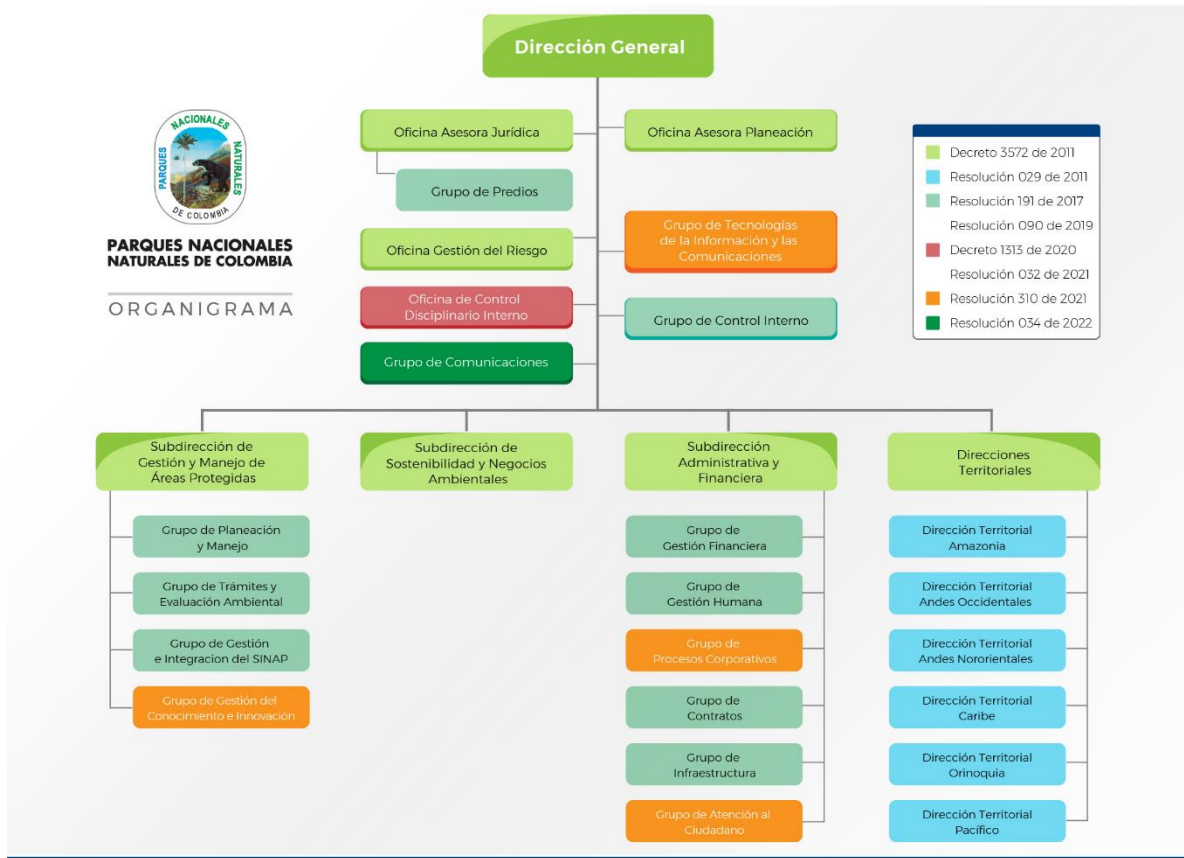 Dirección General
PARQUES
NACIONALES
NATURALES
DE COLOMBIA
PARQUES NACIONALES
NATURALES DE COLOMBIA
ORGANIGRAMA
Oficina Asesora Jurídica
Oficina Asesora Planeación
Grupo de Predios
Oficina Gestión del Riesgo
Grupo de Tecnologías
de la Información y las
Comunicaciones
Oficina de Control
Disciplinario Interno
Grupo de Control Interno
Grupo de Comunicaciones
Decreto 3572 de 2011
Resolución 029 de 2011
Resolución 191 de 2017
Resolución 090 de 2019
Decreto 1313 de 2020
Resolución 032 de 2021
Resolución 310 de 2021
Resolución 034 de 2022
Subdirección de
Gestión y Manejo de
Áreas Protegidas
Grupo de Planeación
y Manejo
Grupo de Trámites y
Evaluación Ambiental
Grupo de Gestión
e Integracion del SINAP
Grupo de Gestión del
Conocimiento e Innovación
Subdirección de
Sostenibilidad y Negocios
Ambientales
Subdirección
Administrativa y
Financiera
Grupo de
Gestión Financiera
Grupo de
Gestión Humana
Grupo de
Procesos Corporativos
Grupo de
Contratos
Grupo de
Infraestructura
Grupo de Atención al
Ciudadano
Direcciones
Territoriales
Dirección Territorial
Amazonia
Dirección Territorial
Andes Occidentales
Dirección Territorial
Andes Nororientales
Dirección Territorial
Caribe
Dirección Territorial
Orinoquia
Dirección Territorial
Pacífico